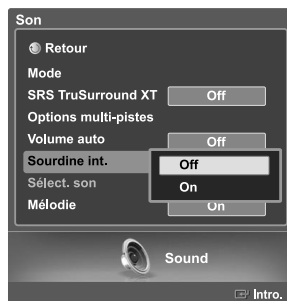 Son
Retour
Mode
SRS TruSurround XT Off
Options multi-pistes
Volume auto Off
Sourdine int. Off
On
Sélect. son
Mélodie On
Sound
Intro.